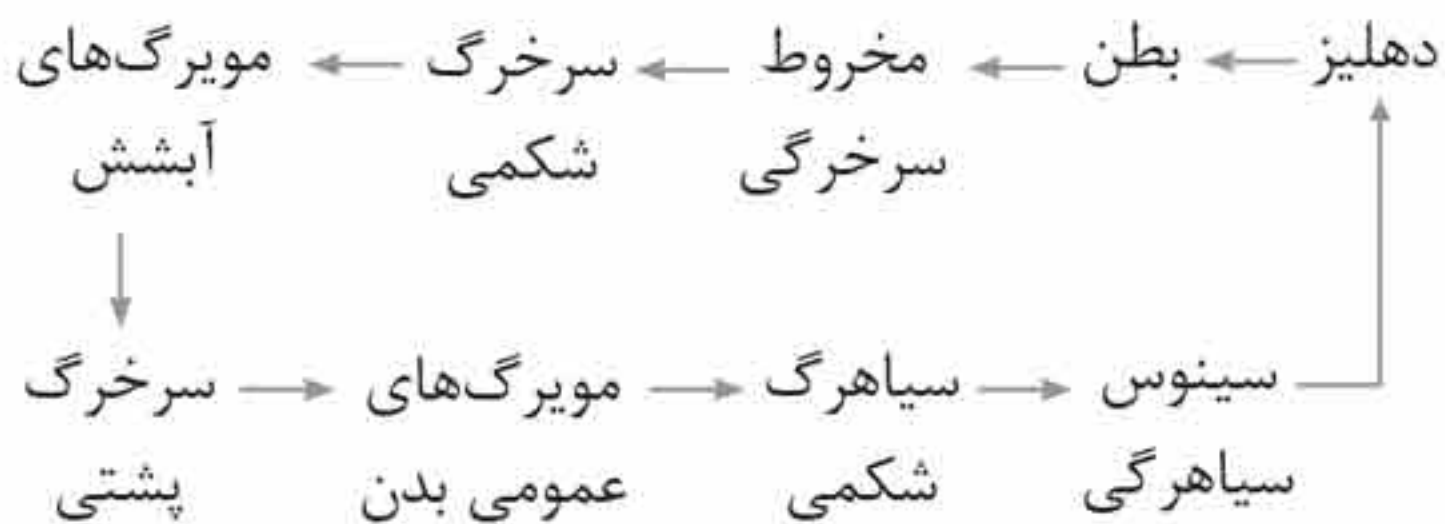 دهلیز بطن مخروط سرخرگ مویرگ‌های
سرخرگی شکمی آبشش
سرخرگ مویرگ‌های سیاهرگ سینوس
پشتی عمومی بدن شکمی سیاهرگی